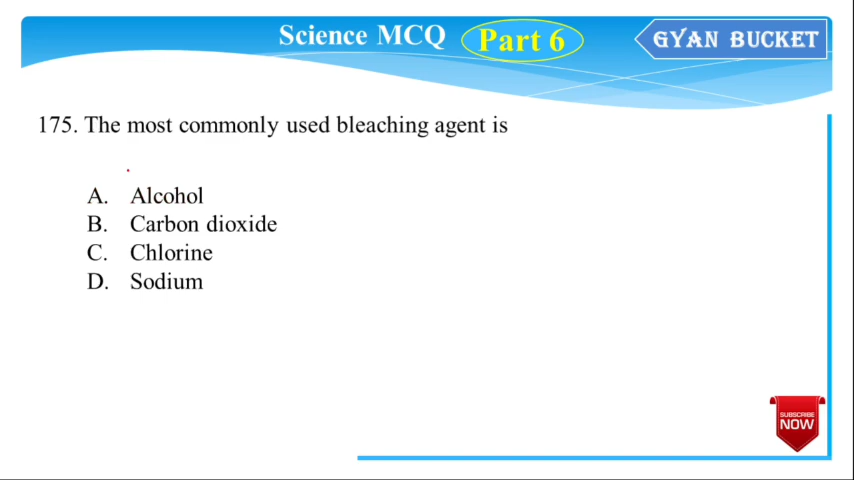 Science MCQ Part 6 GYAN BUCKET
175. The most commonly used bleaching agent is
A. Alcohol
B. Carbon dioxide
C. Chlorine
D. Sodium
SUBSCRIBE
NOW